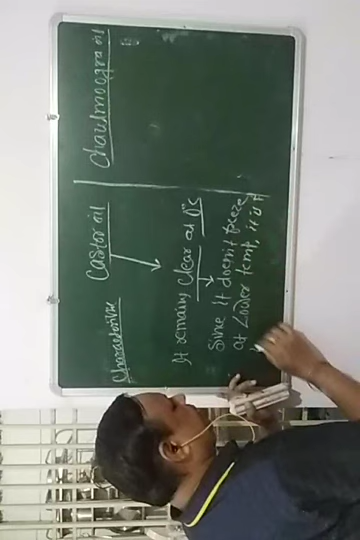 Castor oil
Chaulmoogra oil
Characteristic
It remains clear at 0°c
Since it doesn't freeze
at Lower temp, it is